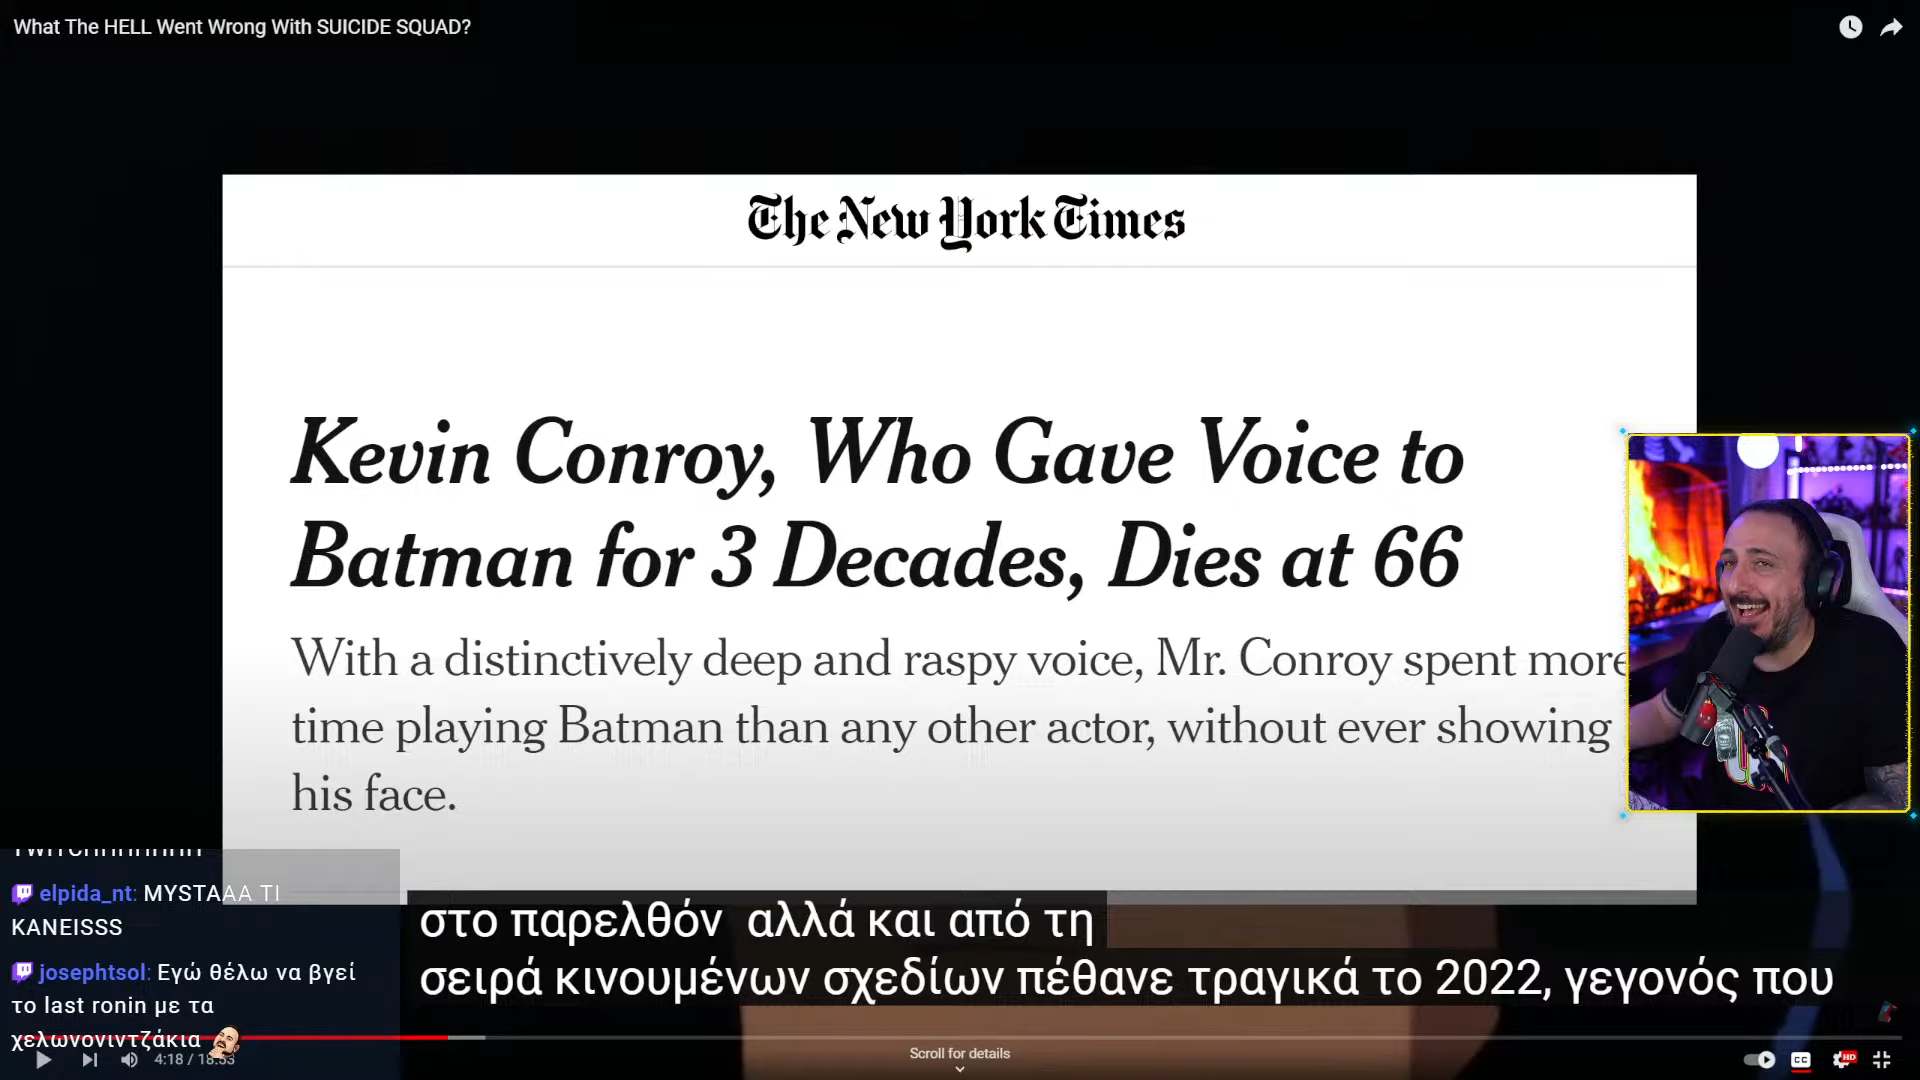 What The HELL Went Wrong With SUICIDE SQUAD?
The New York Times
Kevin Conroy, Who Gave Voice to
Batman for 3 Decades, Dies at 66
With a distinctively deep and raspy voice, Mr. Conroy spent more
time playing Batman than any other actor, without ever showing
his face.
elpida_nt: MYSTAAA TI
KANEISSS
josephtsol: Εγώ θέλω να βγεί
το last ronin με τα
χελωνονιντζάκια
στο παρελθόν αλλά και από τη
σειρά κινουμένων σχεδίων πέθανε τραγικά το 2022, γεγονός που
4:18 / 18:53
Scroll for details
CC
HD